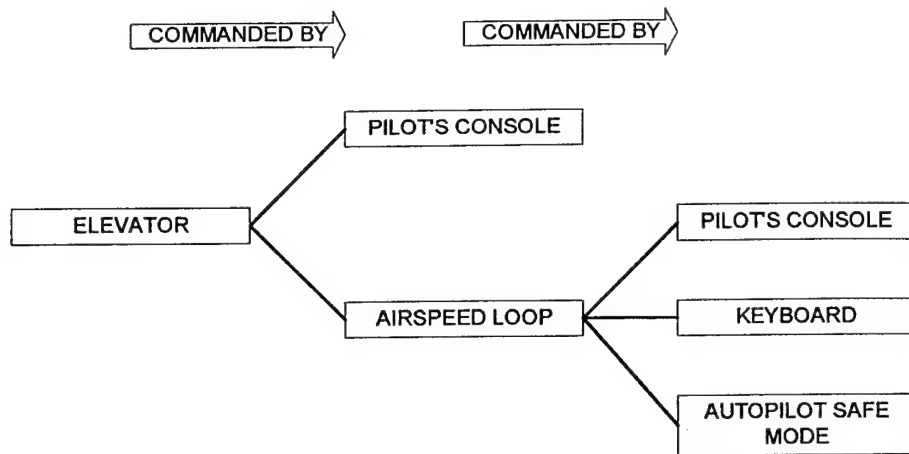 COMMANDED BY
COMMANDED BY
PILOT'S CONSOLE
ELEVATOR
PILOT'S CONSOLE
AIRSPEED LOOP
KEYBOARD
AUTOPILOT SAFE
MODE